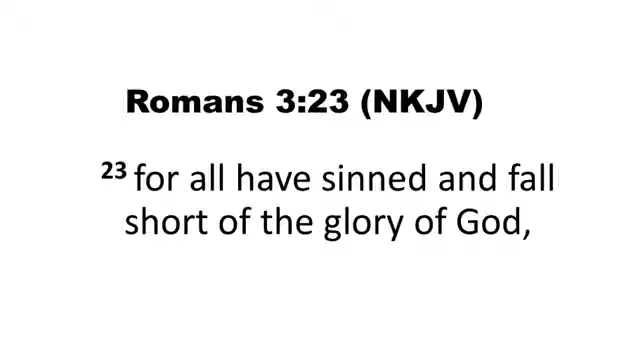 Romans 3:23 (NKJV)
23 for all have sinned and fall
short of the glory of God,